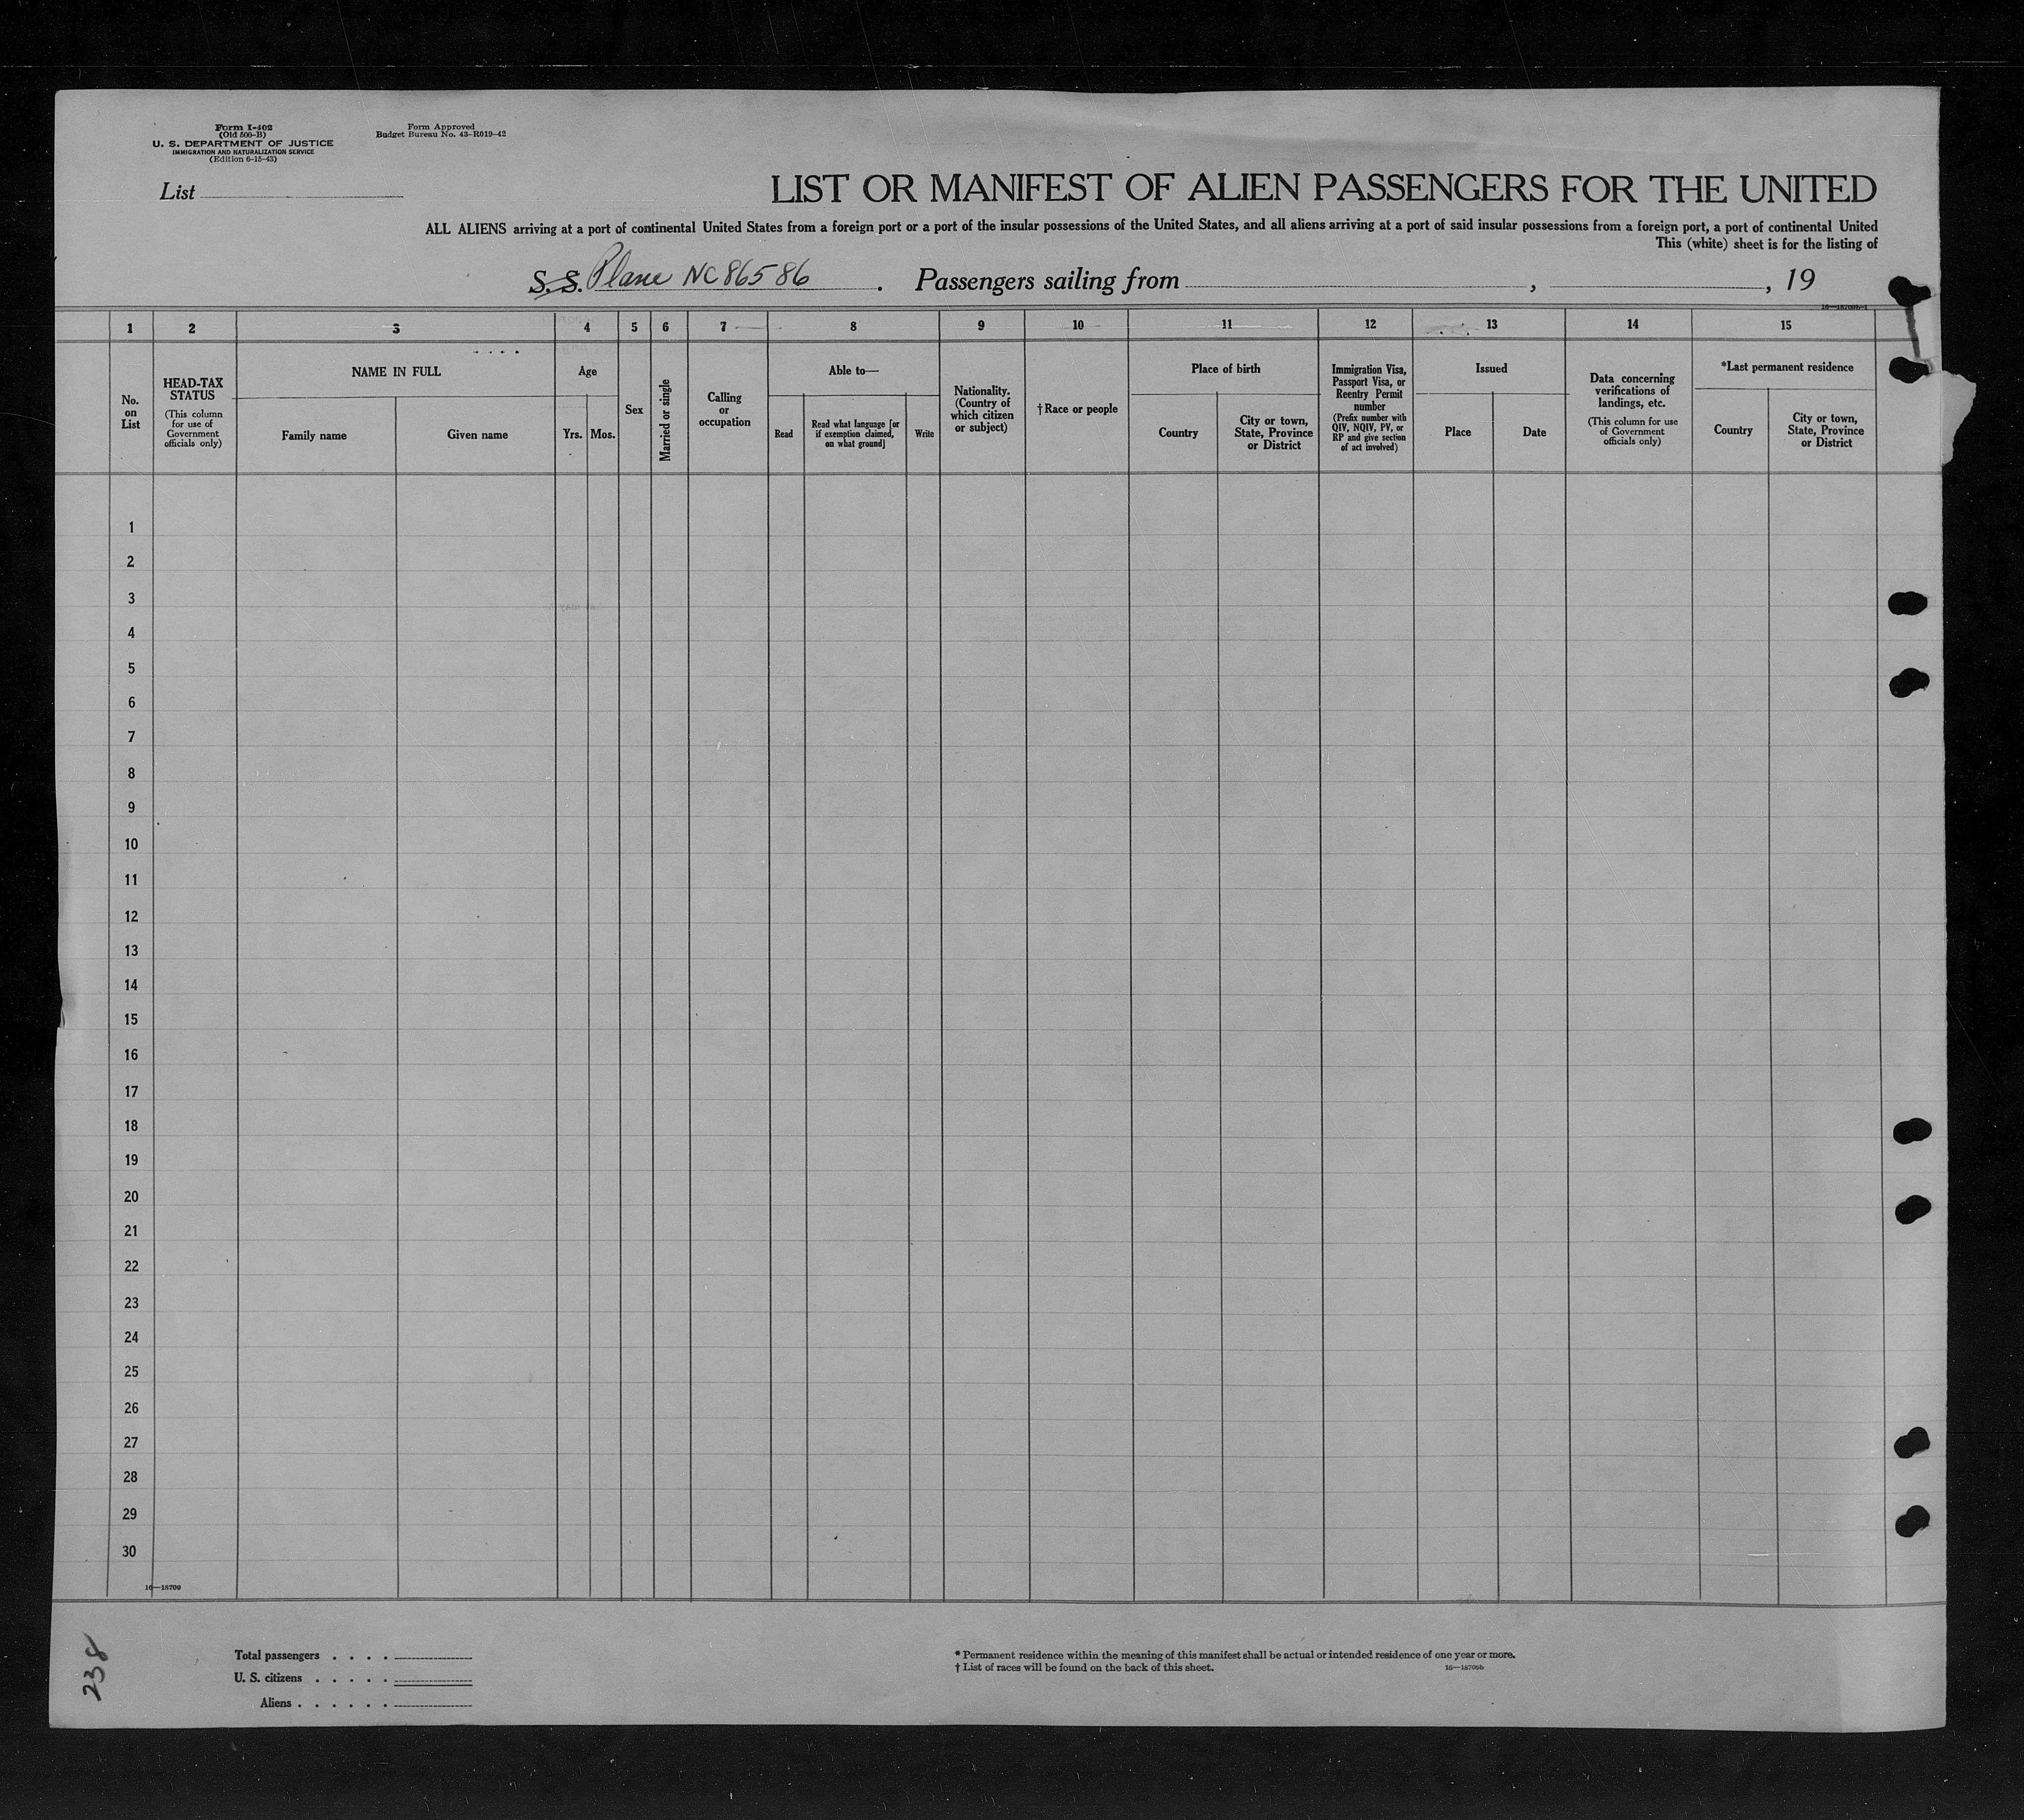 Form I-402
(Old 500-B)
U. S. DEPARTMENT OF JUSTICE
IMMIGRATION AND NATURALIZATION SERVICE
(Edition 6-15-43)
Form Approved
Budget Bureau No. 43-R019-42
List
LIST OR MANIFEST OF ALIEN PASSENGERS FOR THE UNITED
ALL ALIENS arriving at a port of continental United States from a foreign port or a port of the insular possessions of the United States, and all aliens arriving at a port of said insular possessions from a foreign port, a port of continental United
This (white) sheet is for the listing of
S. S. Plane NC 86586 . Passengers sailing from , , 19
1 2 3 4 5 6 7 8 9 10 11 12 13 14 15
No.
on
List
HEAD-TAX
STATUS
(This column
for use of
Government
officials only)
NAME IN FULL
Family name
Given name
Age
Yrs. Mos.
Sex
Married or single
Calling
or
occupation
Able to—
Read
Read what language [or
if exemption claimed,
on what ground]
Write
Nationality.
(Country of
which citizen
or subject)
†Race or people
Place of birth
Country
City or town,
State, Province
or District
Immigration Visa,
Passport Visa, or
Reentry Permit
number
(Prefix number with
QIV, NQIV, PV, or
RP and give section
of act involved)
Issued
Place
Date
Data concerning
verifications of
landings, etc.
(This column for use
of Government
officials only)
*Last permanent residence
Country
City or town,
State, Province
or District
1
2
3
4
5
6
7
8
9
10
11
12
13
14
15
16
17
18
19
20
21
22
23
24
25
26
27
28
29
30
16—18709
238
Total passengers . . . .
U. S. citizens . . . . .
Aliens . . . . . .
* Permanent residence within the meaning of this manifest shall be actual or intended residence of one year or more.
† List of races will be found on the back of this sheet.